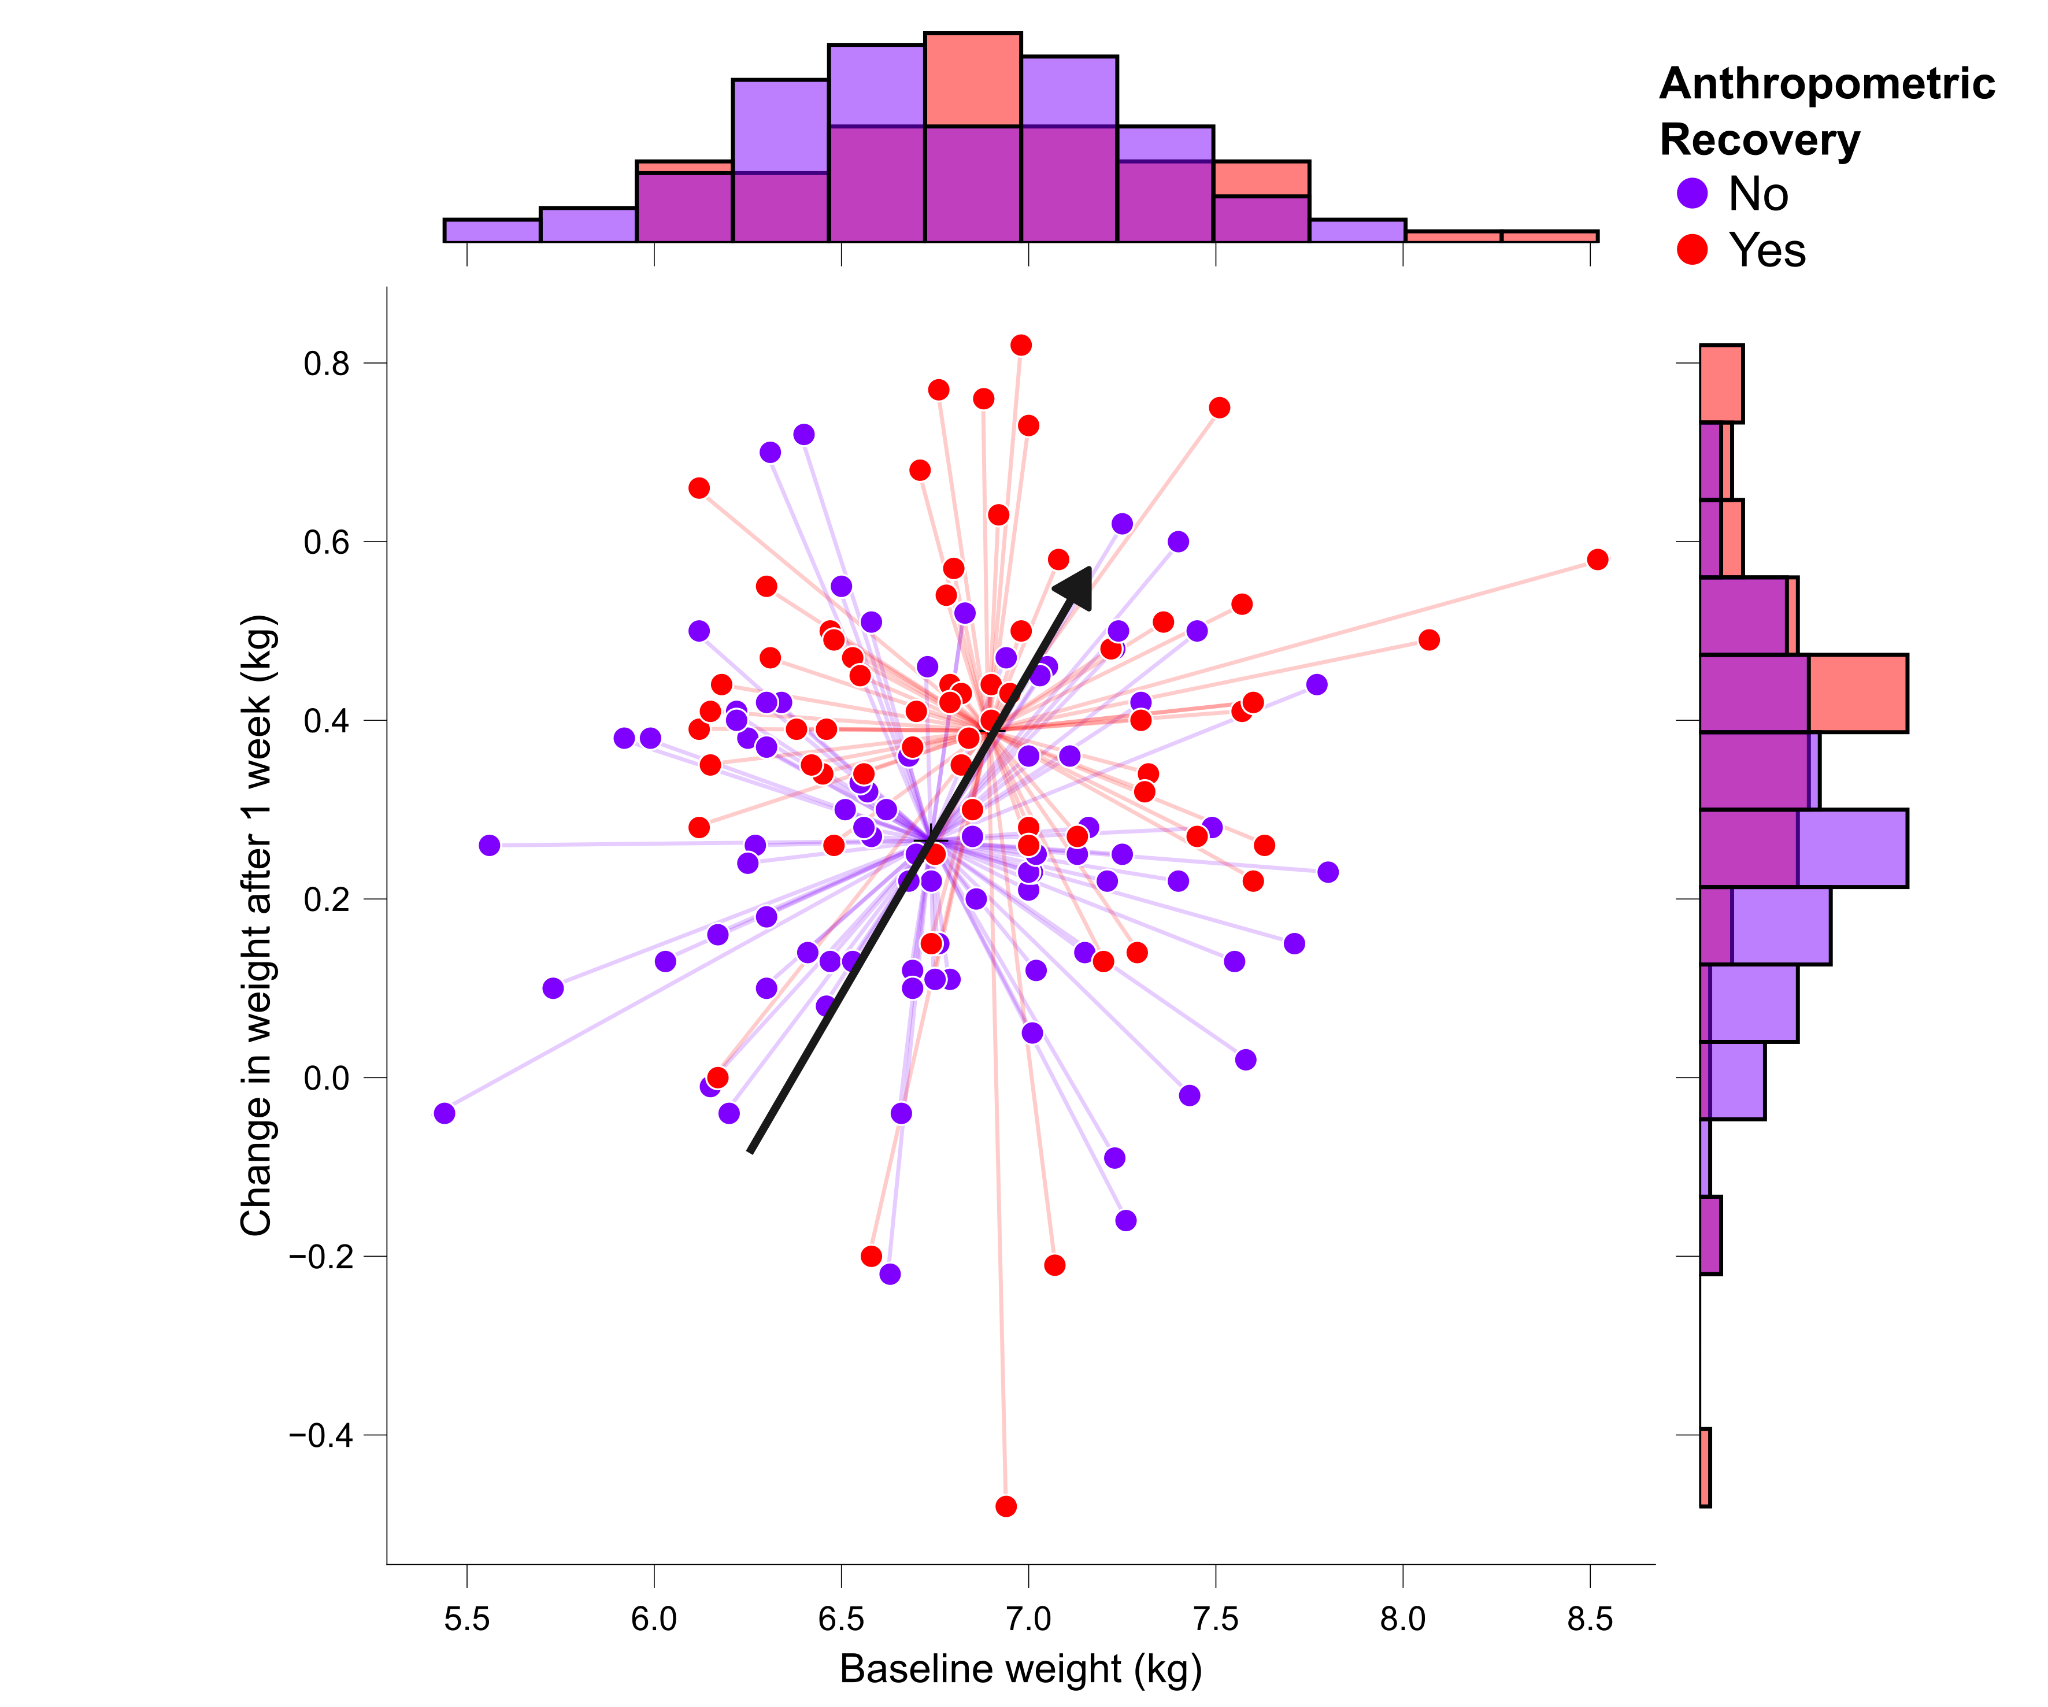 Anthropometric
Recovery
No
Yes
0.8
0.6
0.4
0.2
0.0
−0.2
−0.4
Change in weight after 1 week (kg)
5.5 6.0 6.5 7.0 7.5 8.0 8.5
Baseline weight (kg)